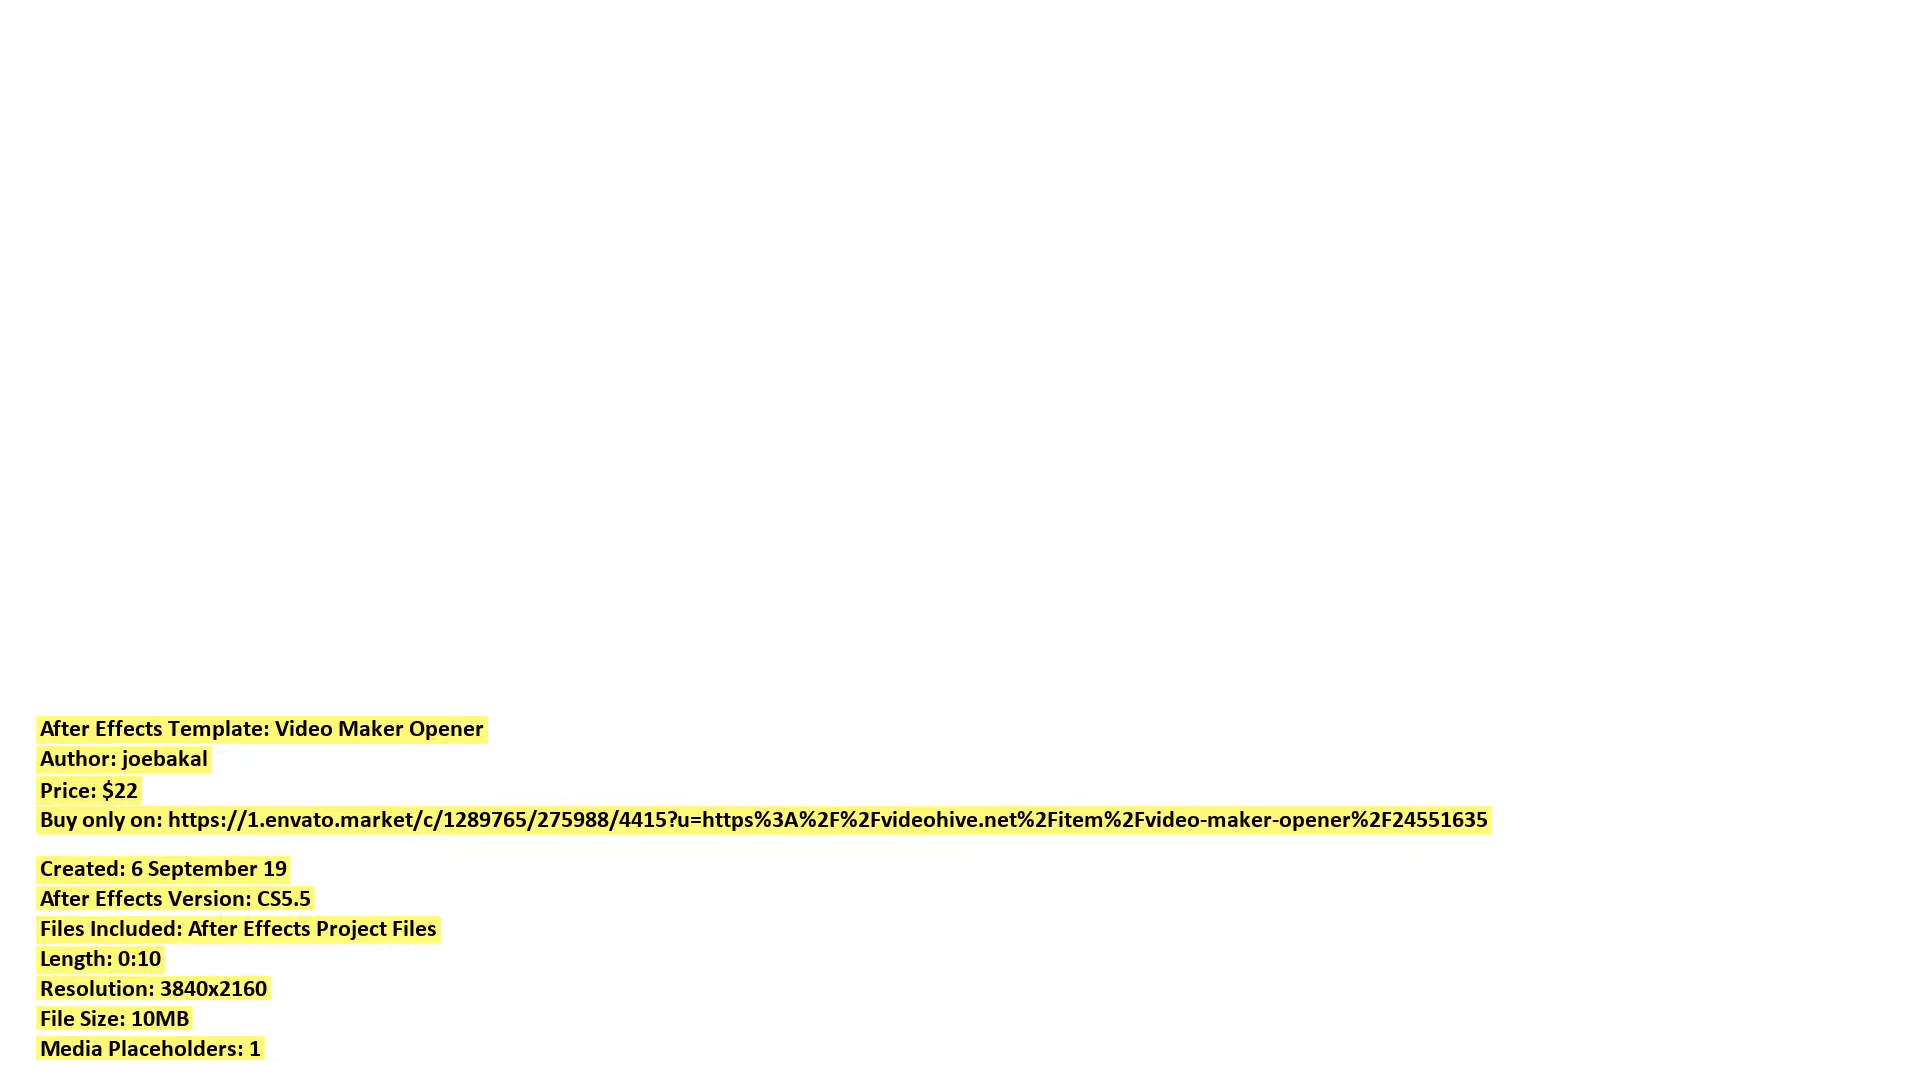 After Effects Template: Video Maker Opener
Author: joebakal
Price: $22
Buy only on: https://1.envato.market/c/1289765/275988/4415?u=https%3A%2F%2Fvideohive.net%2Fitem%2Fvideo-maker-opener%2F24551635
Created: 6 September 19
After Effects Version: CS5.5
Files Included: After Effects Project Files
Length: 0:10
Resolution: 3840x2160
File Size: 10MB
Media Placeholders: 1